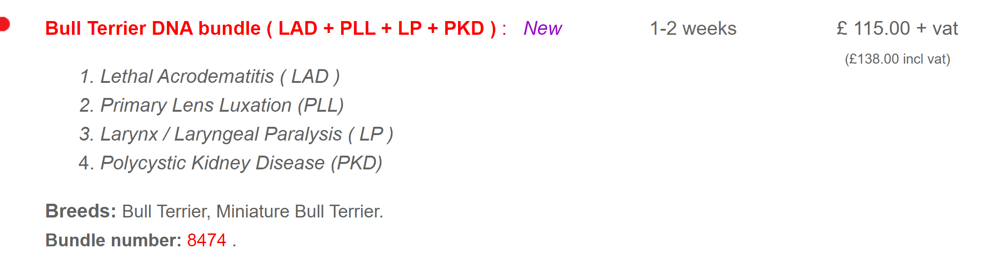 Bull Terrier DNA bundle ( LAD + PLL + LP + PKD ) : New 1-2 weeks £ 115.00 + vat
(£138.00 incl vat)
1. Lethal Acrodematitis ( LAD )
2. Primary Lens Luxation (PLL)
3. Larynx / Laryngeal Paralysis ( LP )
4. Polycystic Kidney Disease (PKD)
Breeds: Bull Terrier, Miniature Bull Terrier.
Bundle number: 8474 .